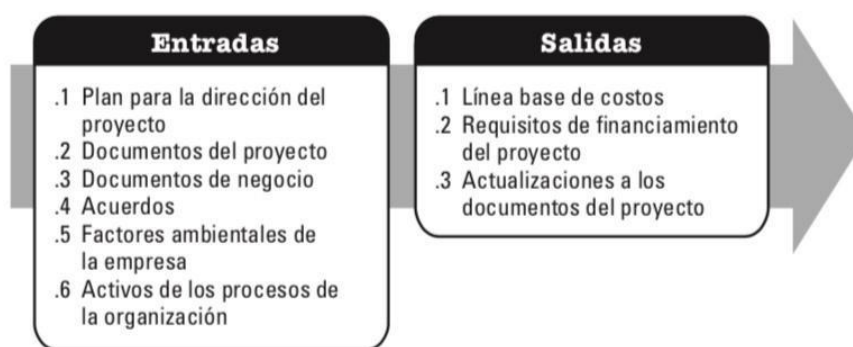 Entradas
.1 Plan para la dirección del
proyecto
.2 Documentos del proyecto
.3 Documentos de negocio
.4 Acuerdos
.5 Factores ambientales de
la empresa
.6 Activos de los procesos de
la organización
Salidas
.1 Línea base de costos
.2 Requisitos de financiamiento
del proyecto
.3 Actualizaciones a los
documentos del proyecto